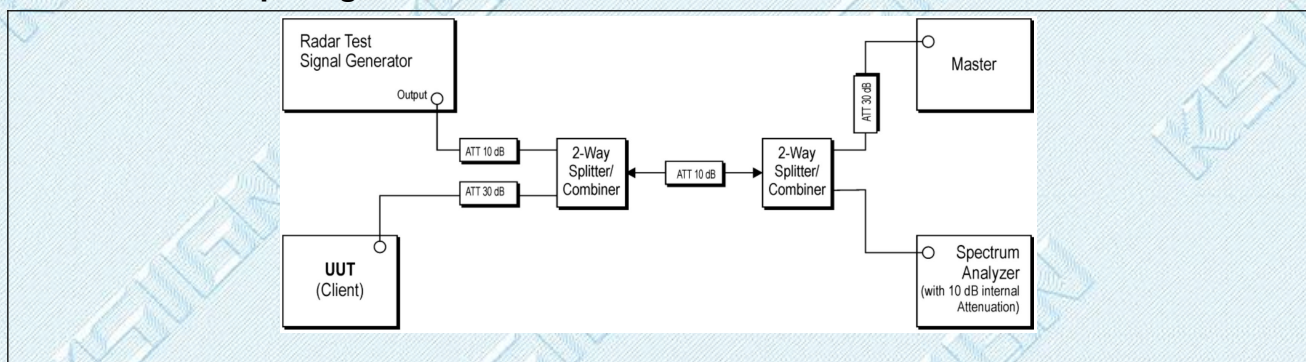 Radar Test
Signal Generator
Output
ATT 10 dB
ATT 30 dB
2-Way
Splitter/
Combiner
ATT 10 dB
2-Way
Splitter/
Combiner
ATT 30 dB
Master
UUT
(Client)
Spectrum
Analyzer
(with 10 dB internal
Attenuation)